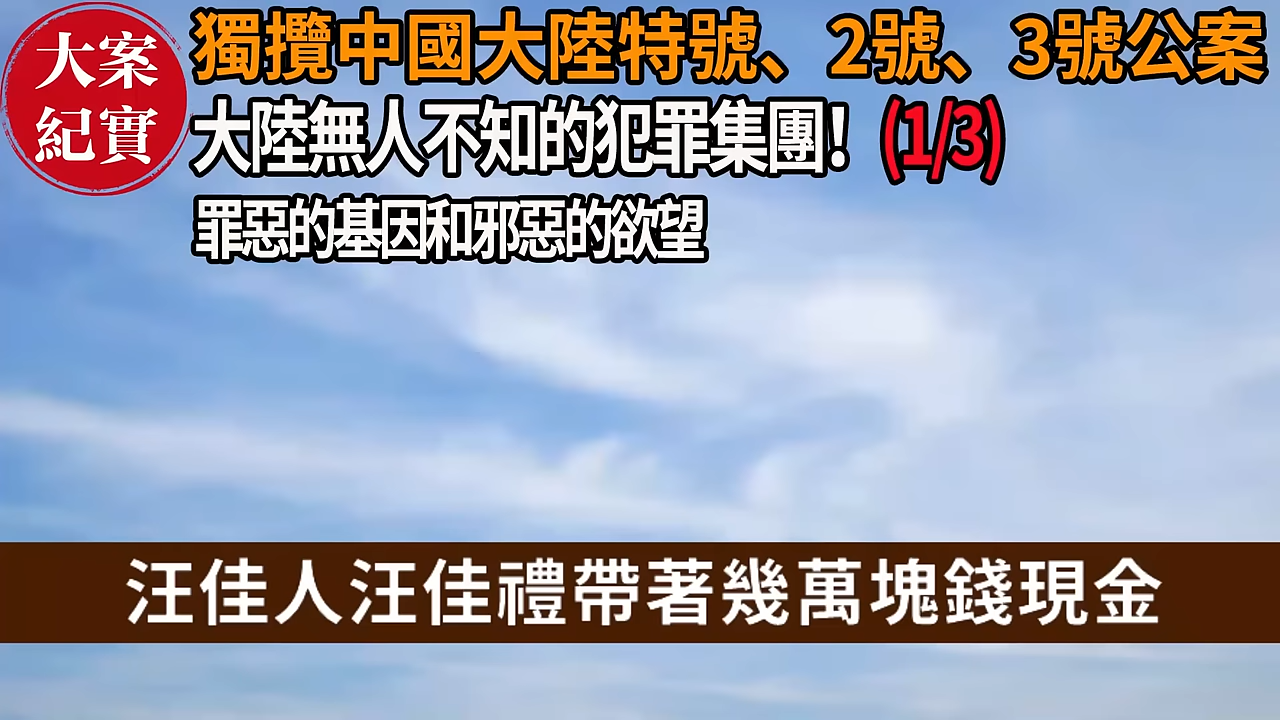 大案
紀實
獨攬中國大陸特號、2號、3號公案
大陸無人不知的犯罪集團！(1/3)
罪惡的基因和邪惡的欲望
汪佳人汪佳禮帶著幾萬塊錢現金